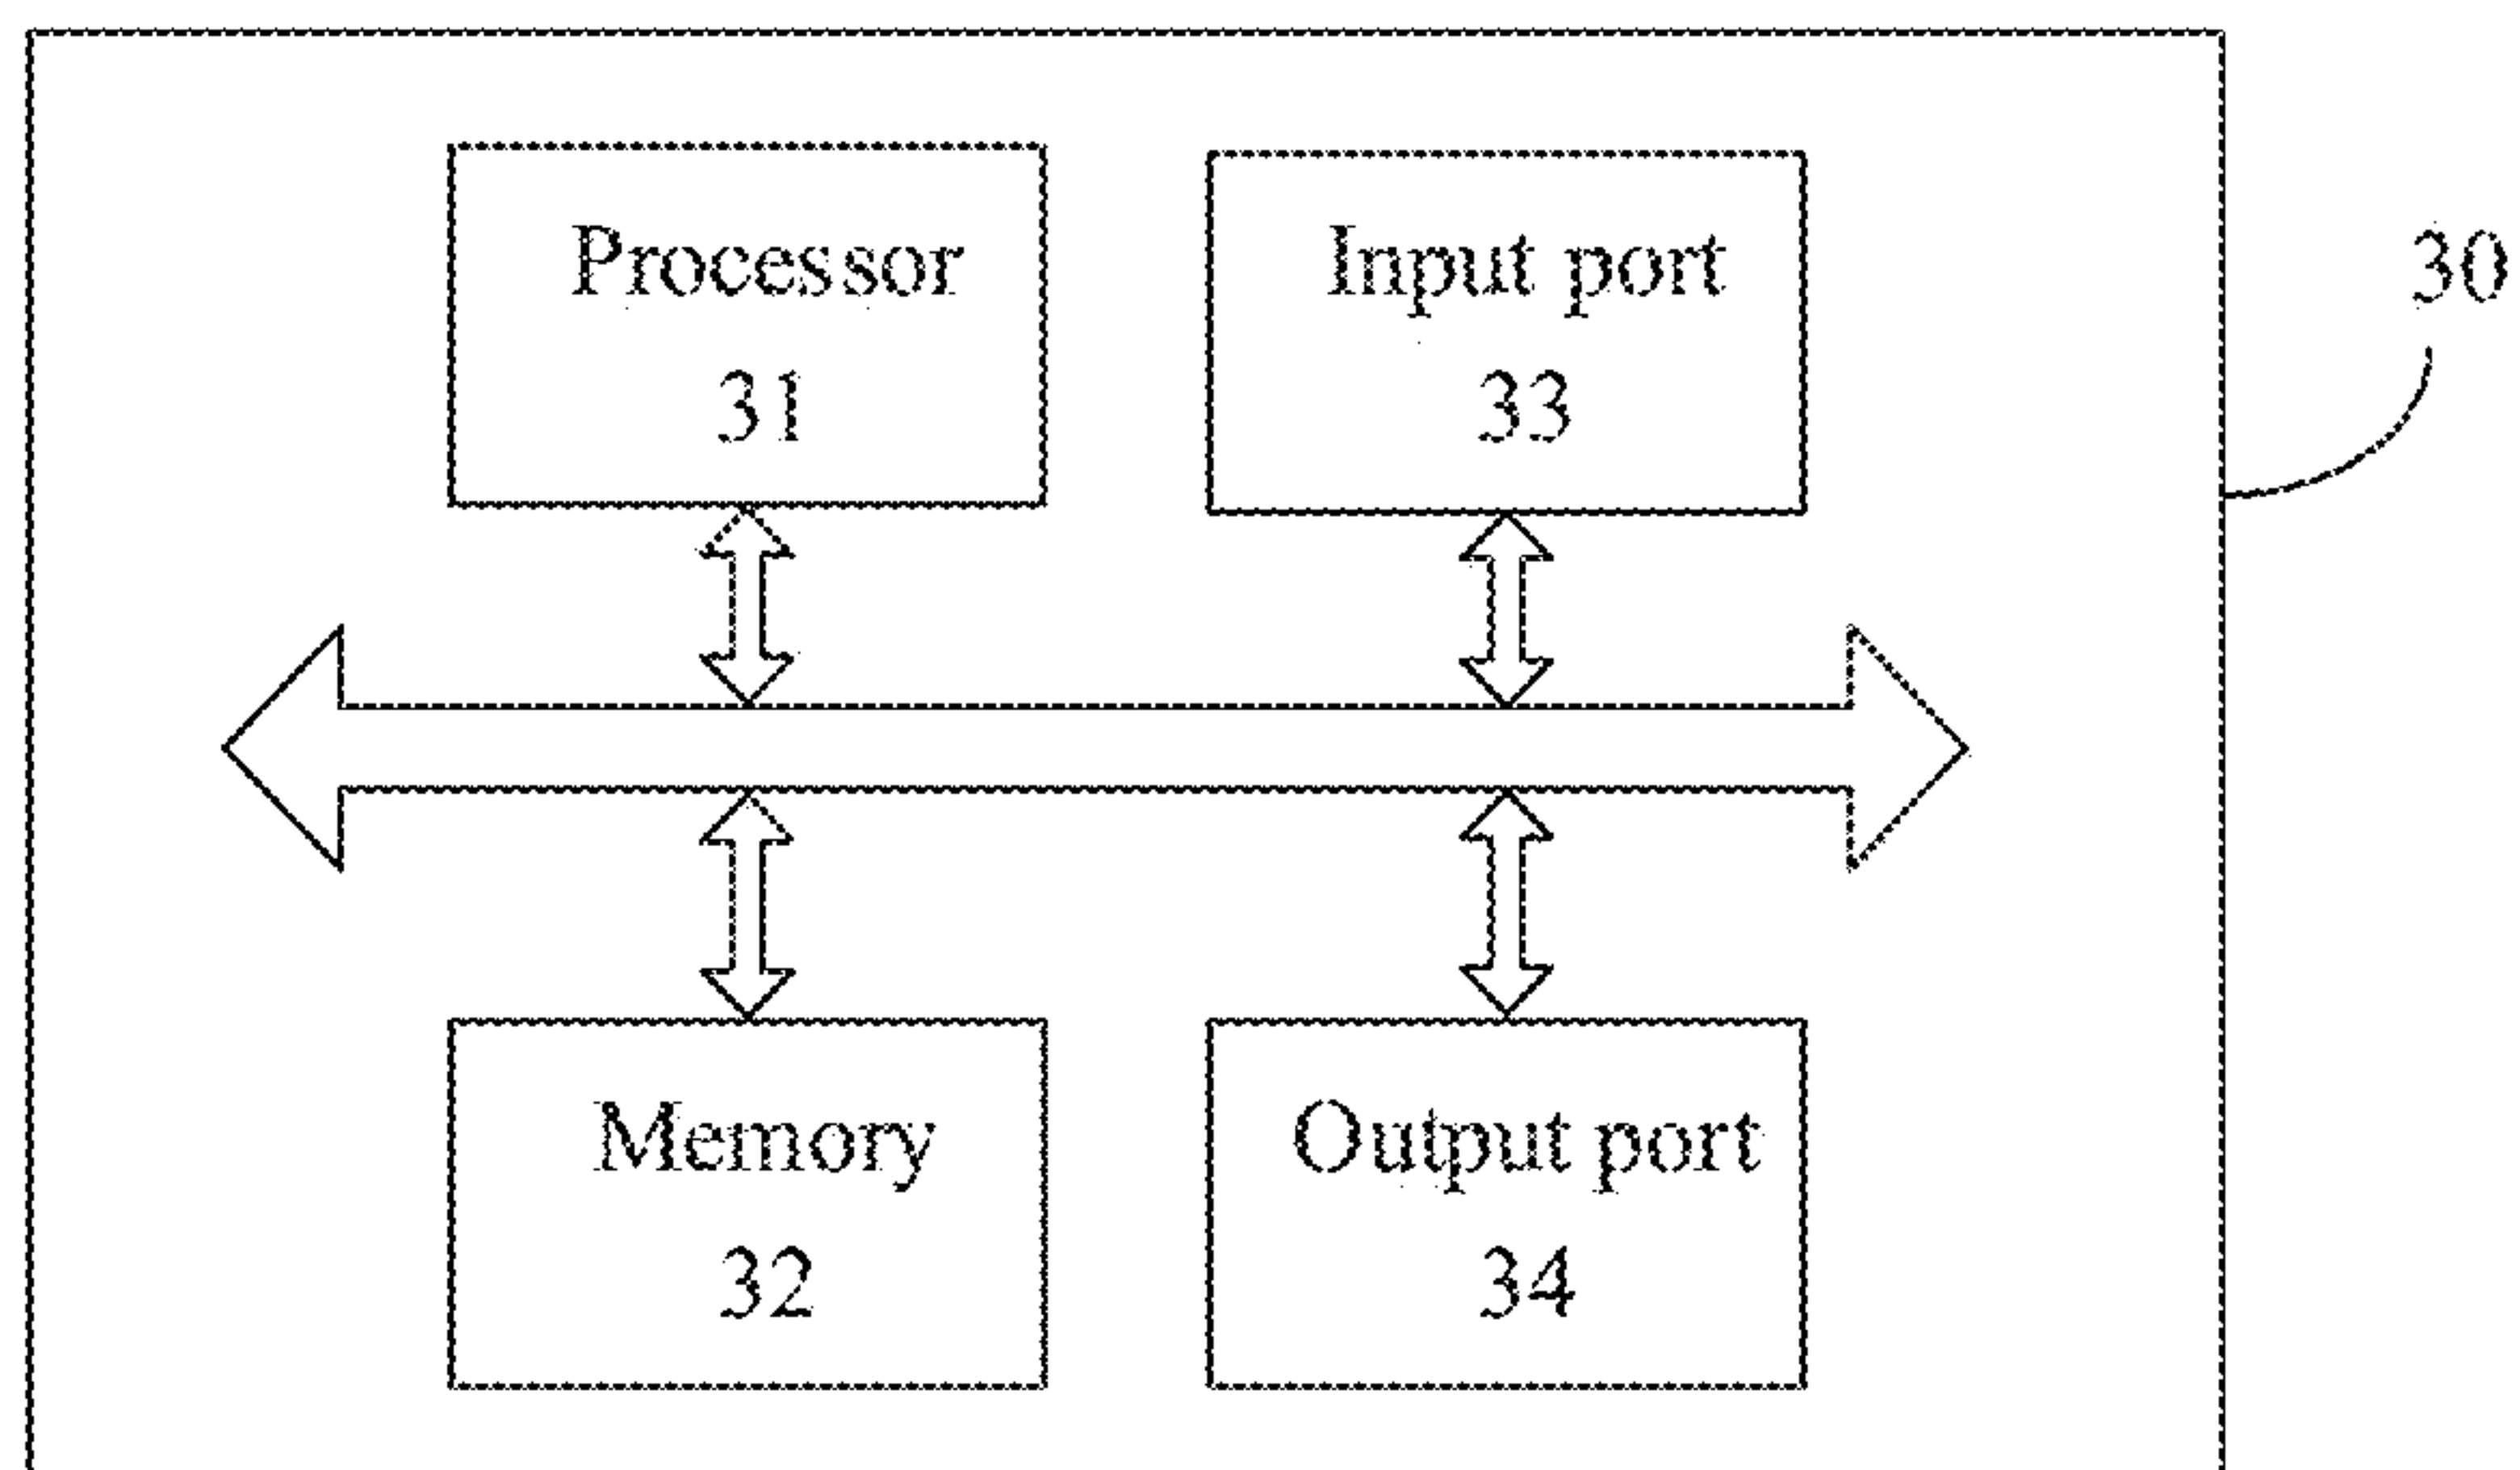 Processor
31
Input port
33
30
Memory
32
Output port
34